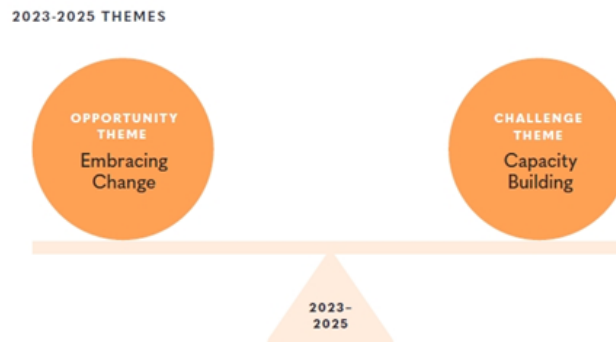 2023-2025 THEMES
OPPORTUNITY
THEME
Embracing
Change
CHALLENGE
THEME
Capacity
Building
2023–
2025